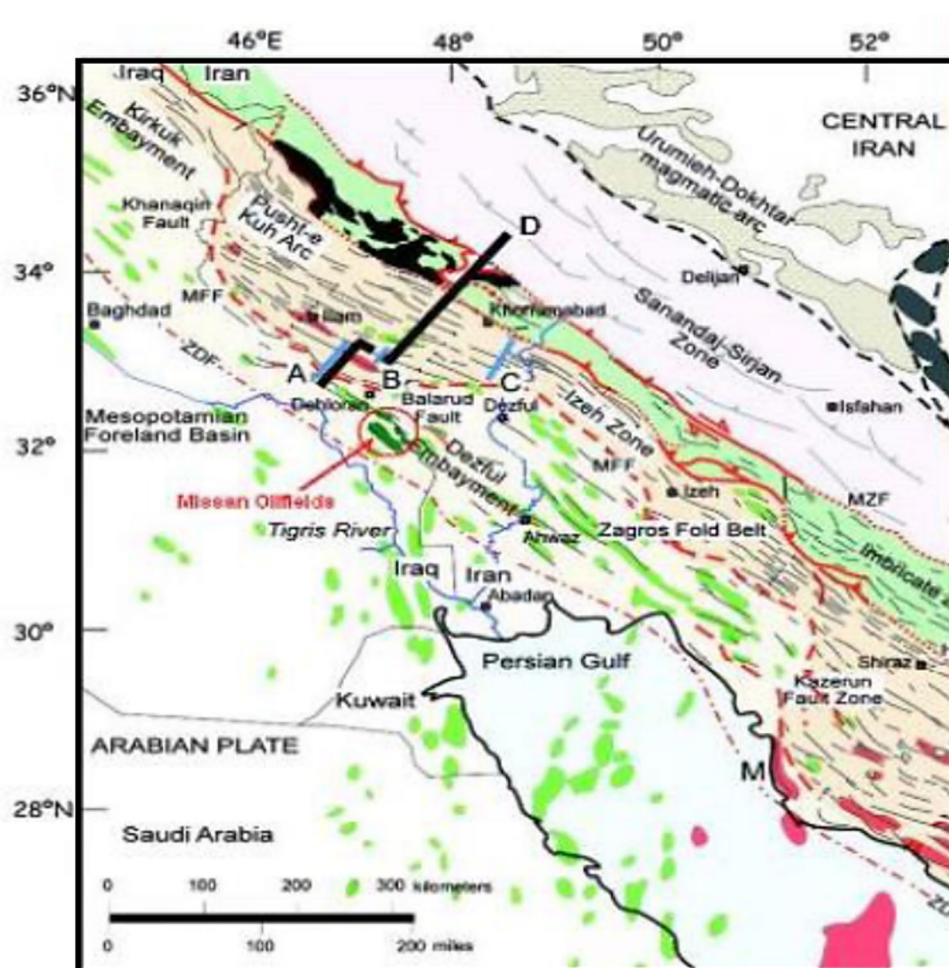 46°E 48° 50° 52°
36°N
Iraq Iran
Kirkuk
Embayment
CENTRAL
IRAN
Urumieh-Dokhtar
magmatic arc
Khanaqin
Fault
Pusht-e
Kuh Arc
D
34°
Delijan
MFF
Baghdad
Ilam
Khorramabad
Sanandaj-Sirjan
Zone
ZDF
A B C
Dehloran
Balarud
Fault
Dezful
Isfahan
Mesopotamian
Foreland Basin
Izeh Zone
32°
Dezful
Embayment
MFF
Izeh
MZF
Missan Oilfields
Tigris River
Ahwaz
Zagros Fold Belt
Imbricate
Iraq Iran
Abadan
30°
Persian Gulf
Shiraz
Kazerun
Fault Zone
Kuwait
ARABIAN PLATE
M
28°N
Saudi Arabia
0 100 200 300 kilometers
0 100 200 miles